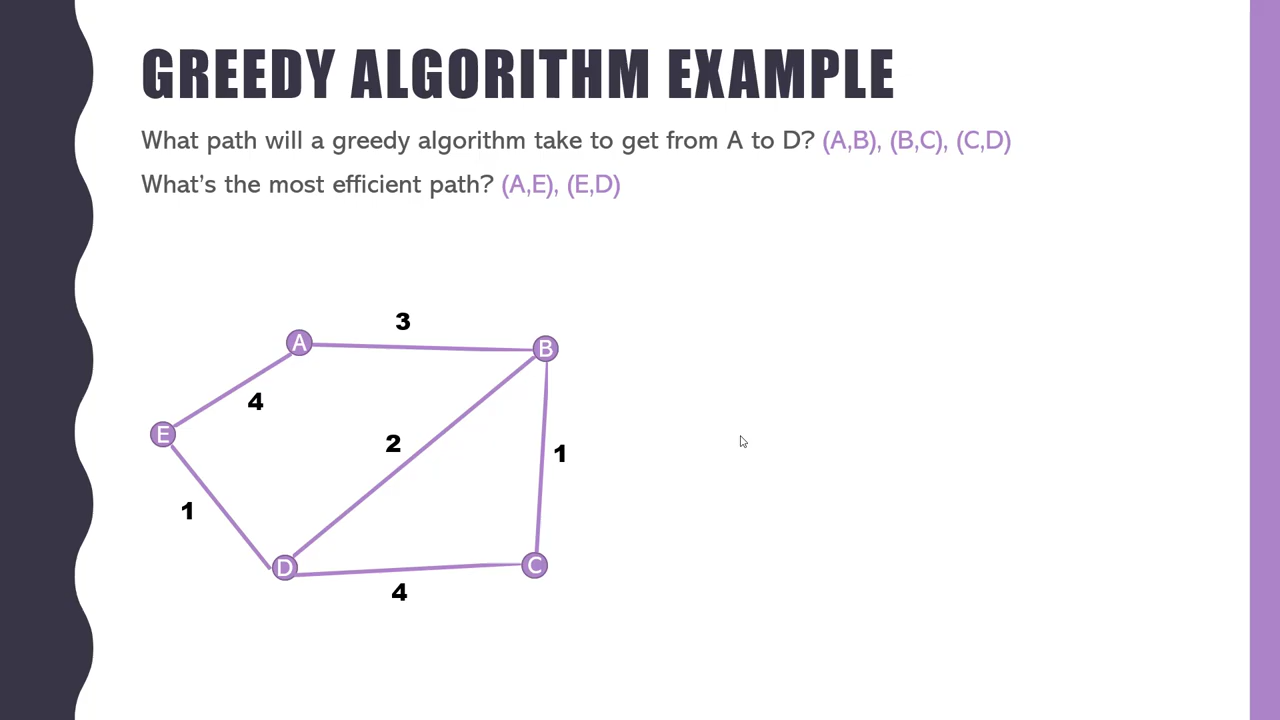 GREEDY ALGORITHM EXAMPLE
What path will a greedy algorithm take to get from A to D? (A,B), (B,C), (C,D)
What's the most efficient path? (A,E), (E,D)
3
A
B
4
E
2
1
1
D
C
4